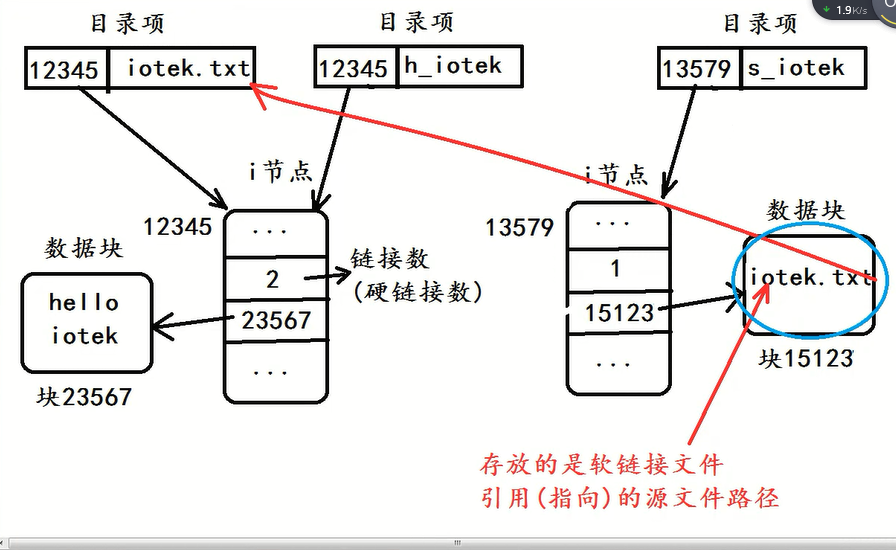 1.9K/s
目录项
目录项
目录项
12345 iotek.txt
12345 h_iotek
13579 s_iotek
i节点
i节点
12345
13579
数据块
数据块
...
...
链接数
(硬链接数)
2
1
hello
iotek
23567
15123
iotek.txt
...
...
块23567
块15123
存放的是软链接文件
引用(指向)的源文件路径